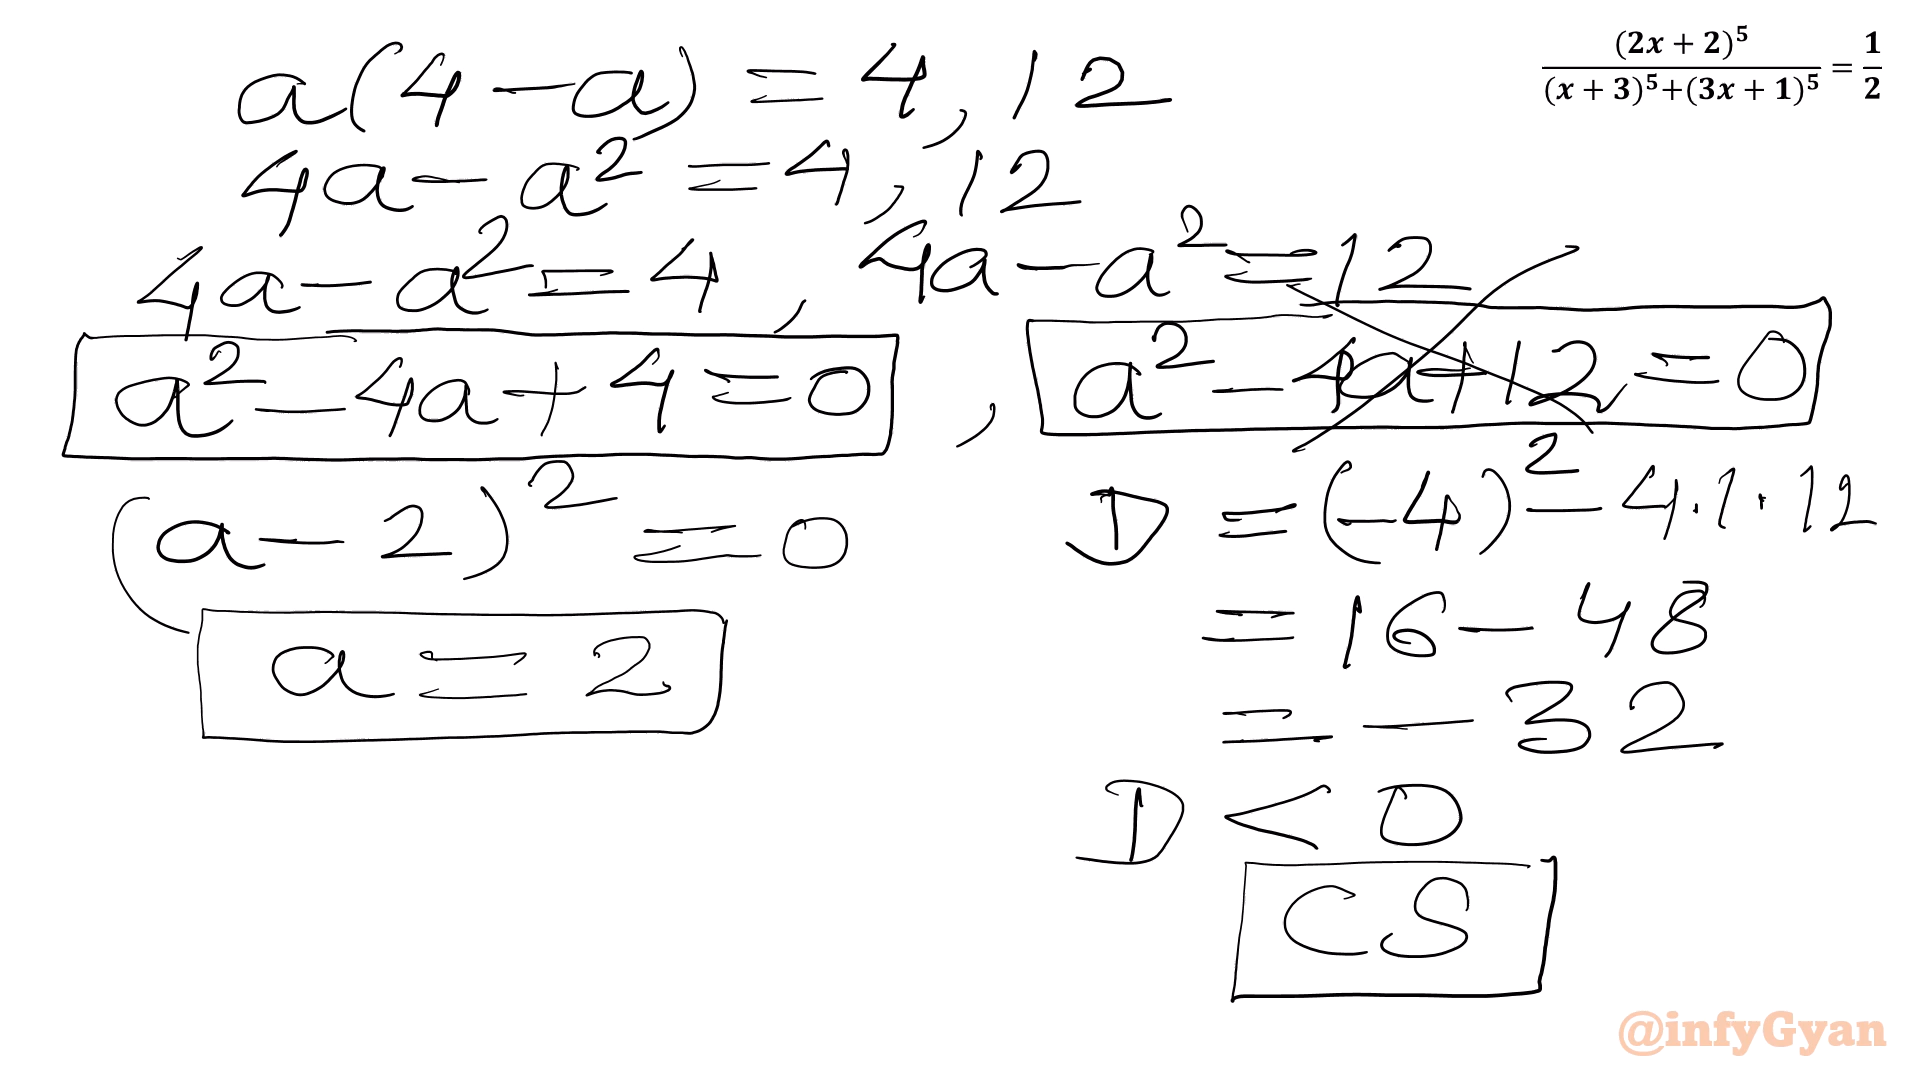 (2x + 2)⁵ / (x + 3)⁵+(3x + 1)⁵ = 1/2
a(4-a) = 4, 12
4a - a² = 4, 12
4a - a² = 4, 4a - a² = 12
a² - 4a + 4 = 0, a² - 4a + 12 = 0
(a - 2)² = 0
D = (-4)² - 4.1.12
= 16 - 48
a = 2
= - 32
D < 0
CS
@infyGyan